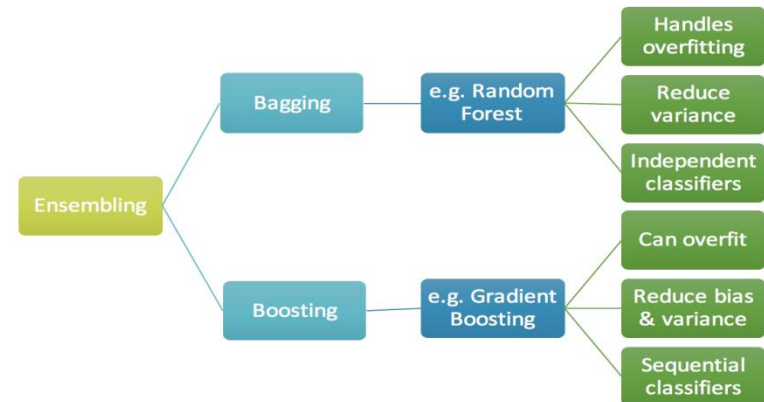 Ensembling
Bagging
e.g. Random
Forest
Handles
overfitting
Reduce
variance
Independent
classifiers
Boosting
e.g. Gradient
Boosting
Can overfit
Reduce bias
& variance
Sequential
classifiers